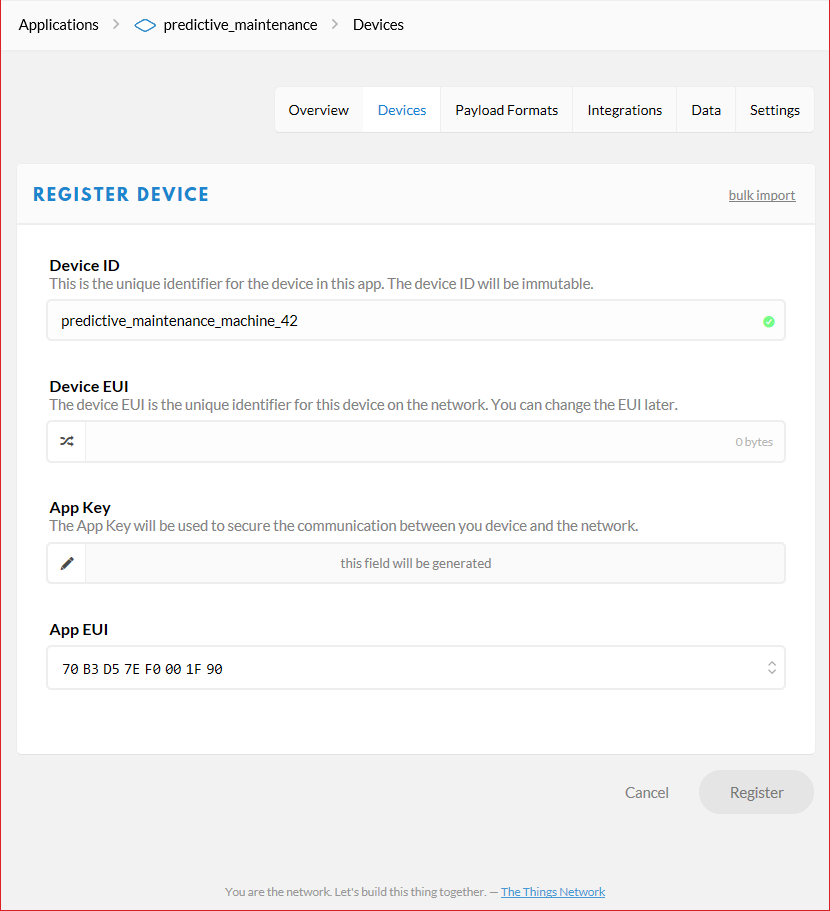 Applications > predictive_maintenance > Devices
Overview Devices Payload Formats Integrations Data Settings
REGISTER DEVICE bulk import
Device ID
This is the unique identifier for the device in this app. The device ID will be immutable.
predictive_maintenance_machine_42
Device EUI
The device EUI is the unique identifier for this device on the network. You can change the EUI later.
0 bytes
App Key
The App Key will be used to secure the communication between you device and the network.
this field will be generated
App EUI
70 B3 D5 7E F0 00 1F 90
Cancel Register
You are the network. Let's build this thing together. — The Things Network